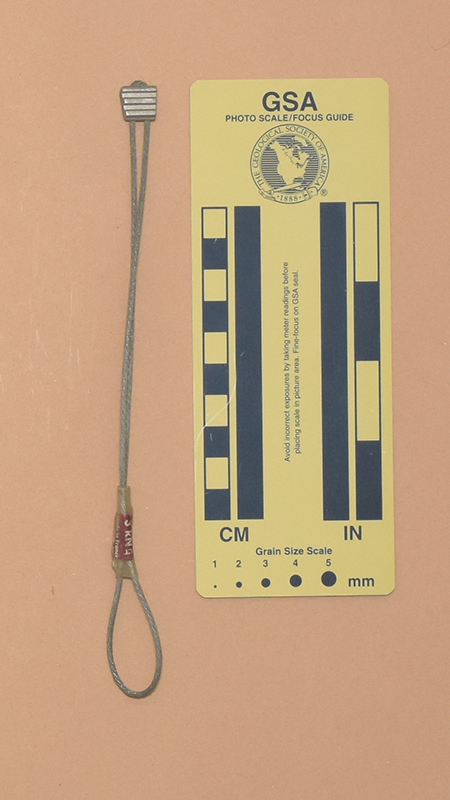 GSA
PHOTO SCALE/FOCUS GUIDE
THE GEOLOGICAL SOCIETY OF AMERICA
1888
®
Avoid incorrect exposures by taking meter readings before
placing scale in picture area. Fine-focus on GSA seal.
CM
IN
Grain Size Scale
1 2 3 4 5
mm
3 KN